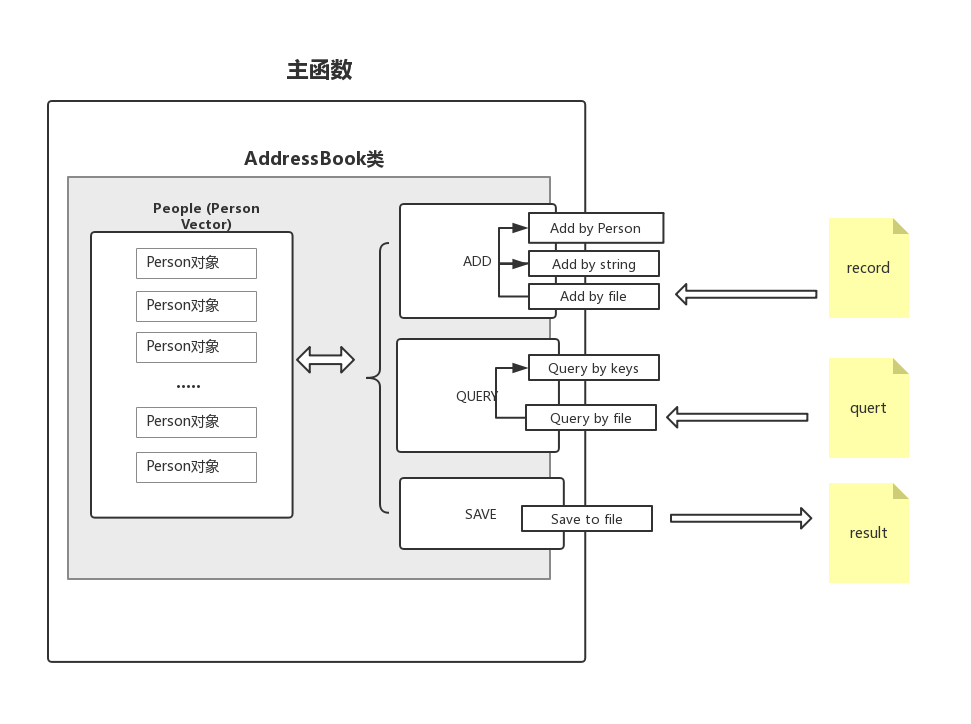 主函数
AddressBook类
People (Person
Vector)
Person对象
Person对象
Person对象
.....
Person对象
Person对象
ADD
Add by Person
Add by string
Add by file
QUERY
Query by keys
Query by file
SAVE
Save to file
record
quert
result